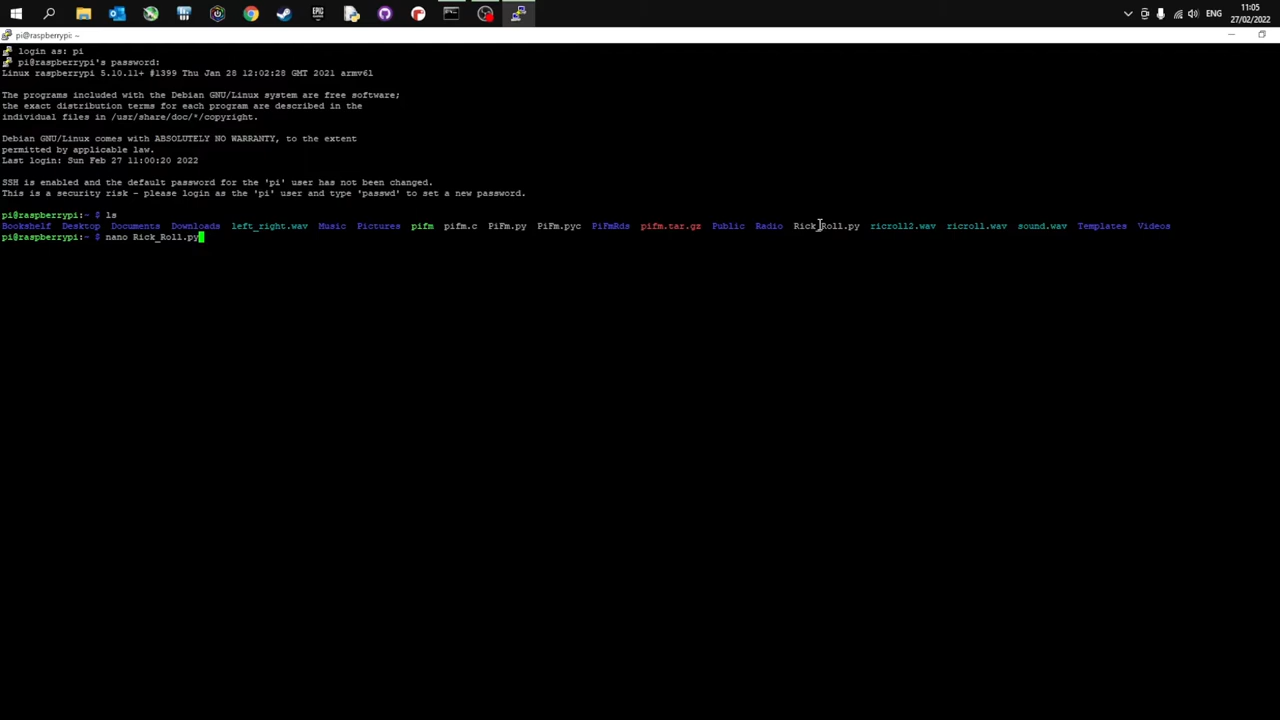 ENG
11:05
27/02/2022
pi@raspberrypi: ~
login as: pi
pi@raspberrypi's password:
Linux raspberrypi 5.10.11+ #1399 Thu Jan 28 12:02:28 GMT 2021 armv6l
The programs included with the Debian GNU/Linux system are free software;
the exact distribution terms for each program are described in the
individual files in /usr/share/doc/*/copyright.
Debian GNU/Linux comes with ABSOLUTELY NO WARRANTY, to the extent
permitted by applicable law.
Last login: Sun Feb 27 11:00:20 2022
SSH is enabled and the default password for the 'pi' user has not been changed.
This is a security risk - please login as the 'pi' user and type 'passwd' to set a new password.
pi@raspberrypi:~ $ ls
Bookshelf Desktop Documents Downloads left_right.wav Music Pictures pifm pifm.c PiFm.py PiFm.pyc PiFmRds pifm.tar.gz Public Radio Rick_Roll.py ricroll2.wav ricroll.wav sound.wav Templates Videos
pi@raspberrypi:~ $ nano Rick_Roll.py